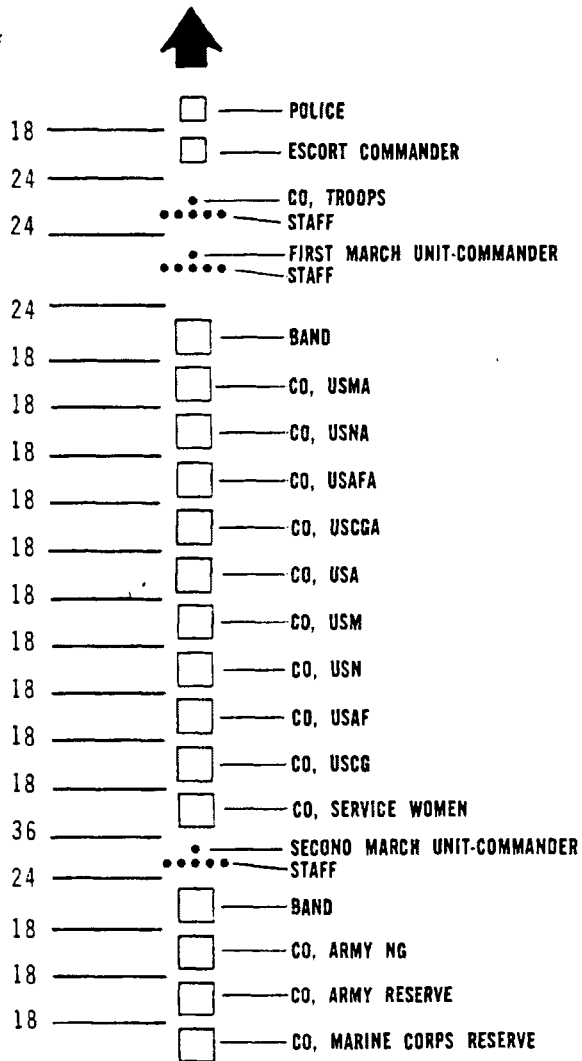 POLICE
18
ESCORT COMMANDER
24
CO, TROOPS
24
STAFF
FIRST MARCH UNIT-COMMANDER
STAFF
24
BAND
18
CO, USMA
18
CO, USNA
18
CO, USAFA
18
CO, USCGA
18
CO, USA
18
CO, USM
18
CO, USN
18
CO, USAF
18
CO, USCG
18
CO, SERVICE WOMEN
36
SECOND MARCH UNIT-COMMANDER
STAFF
24
BAND
18
CO, ARMY NG
18
CO, ARMY RESERVE
18
CO, MARINE CORPS RESERVE